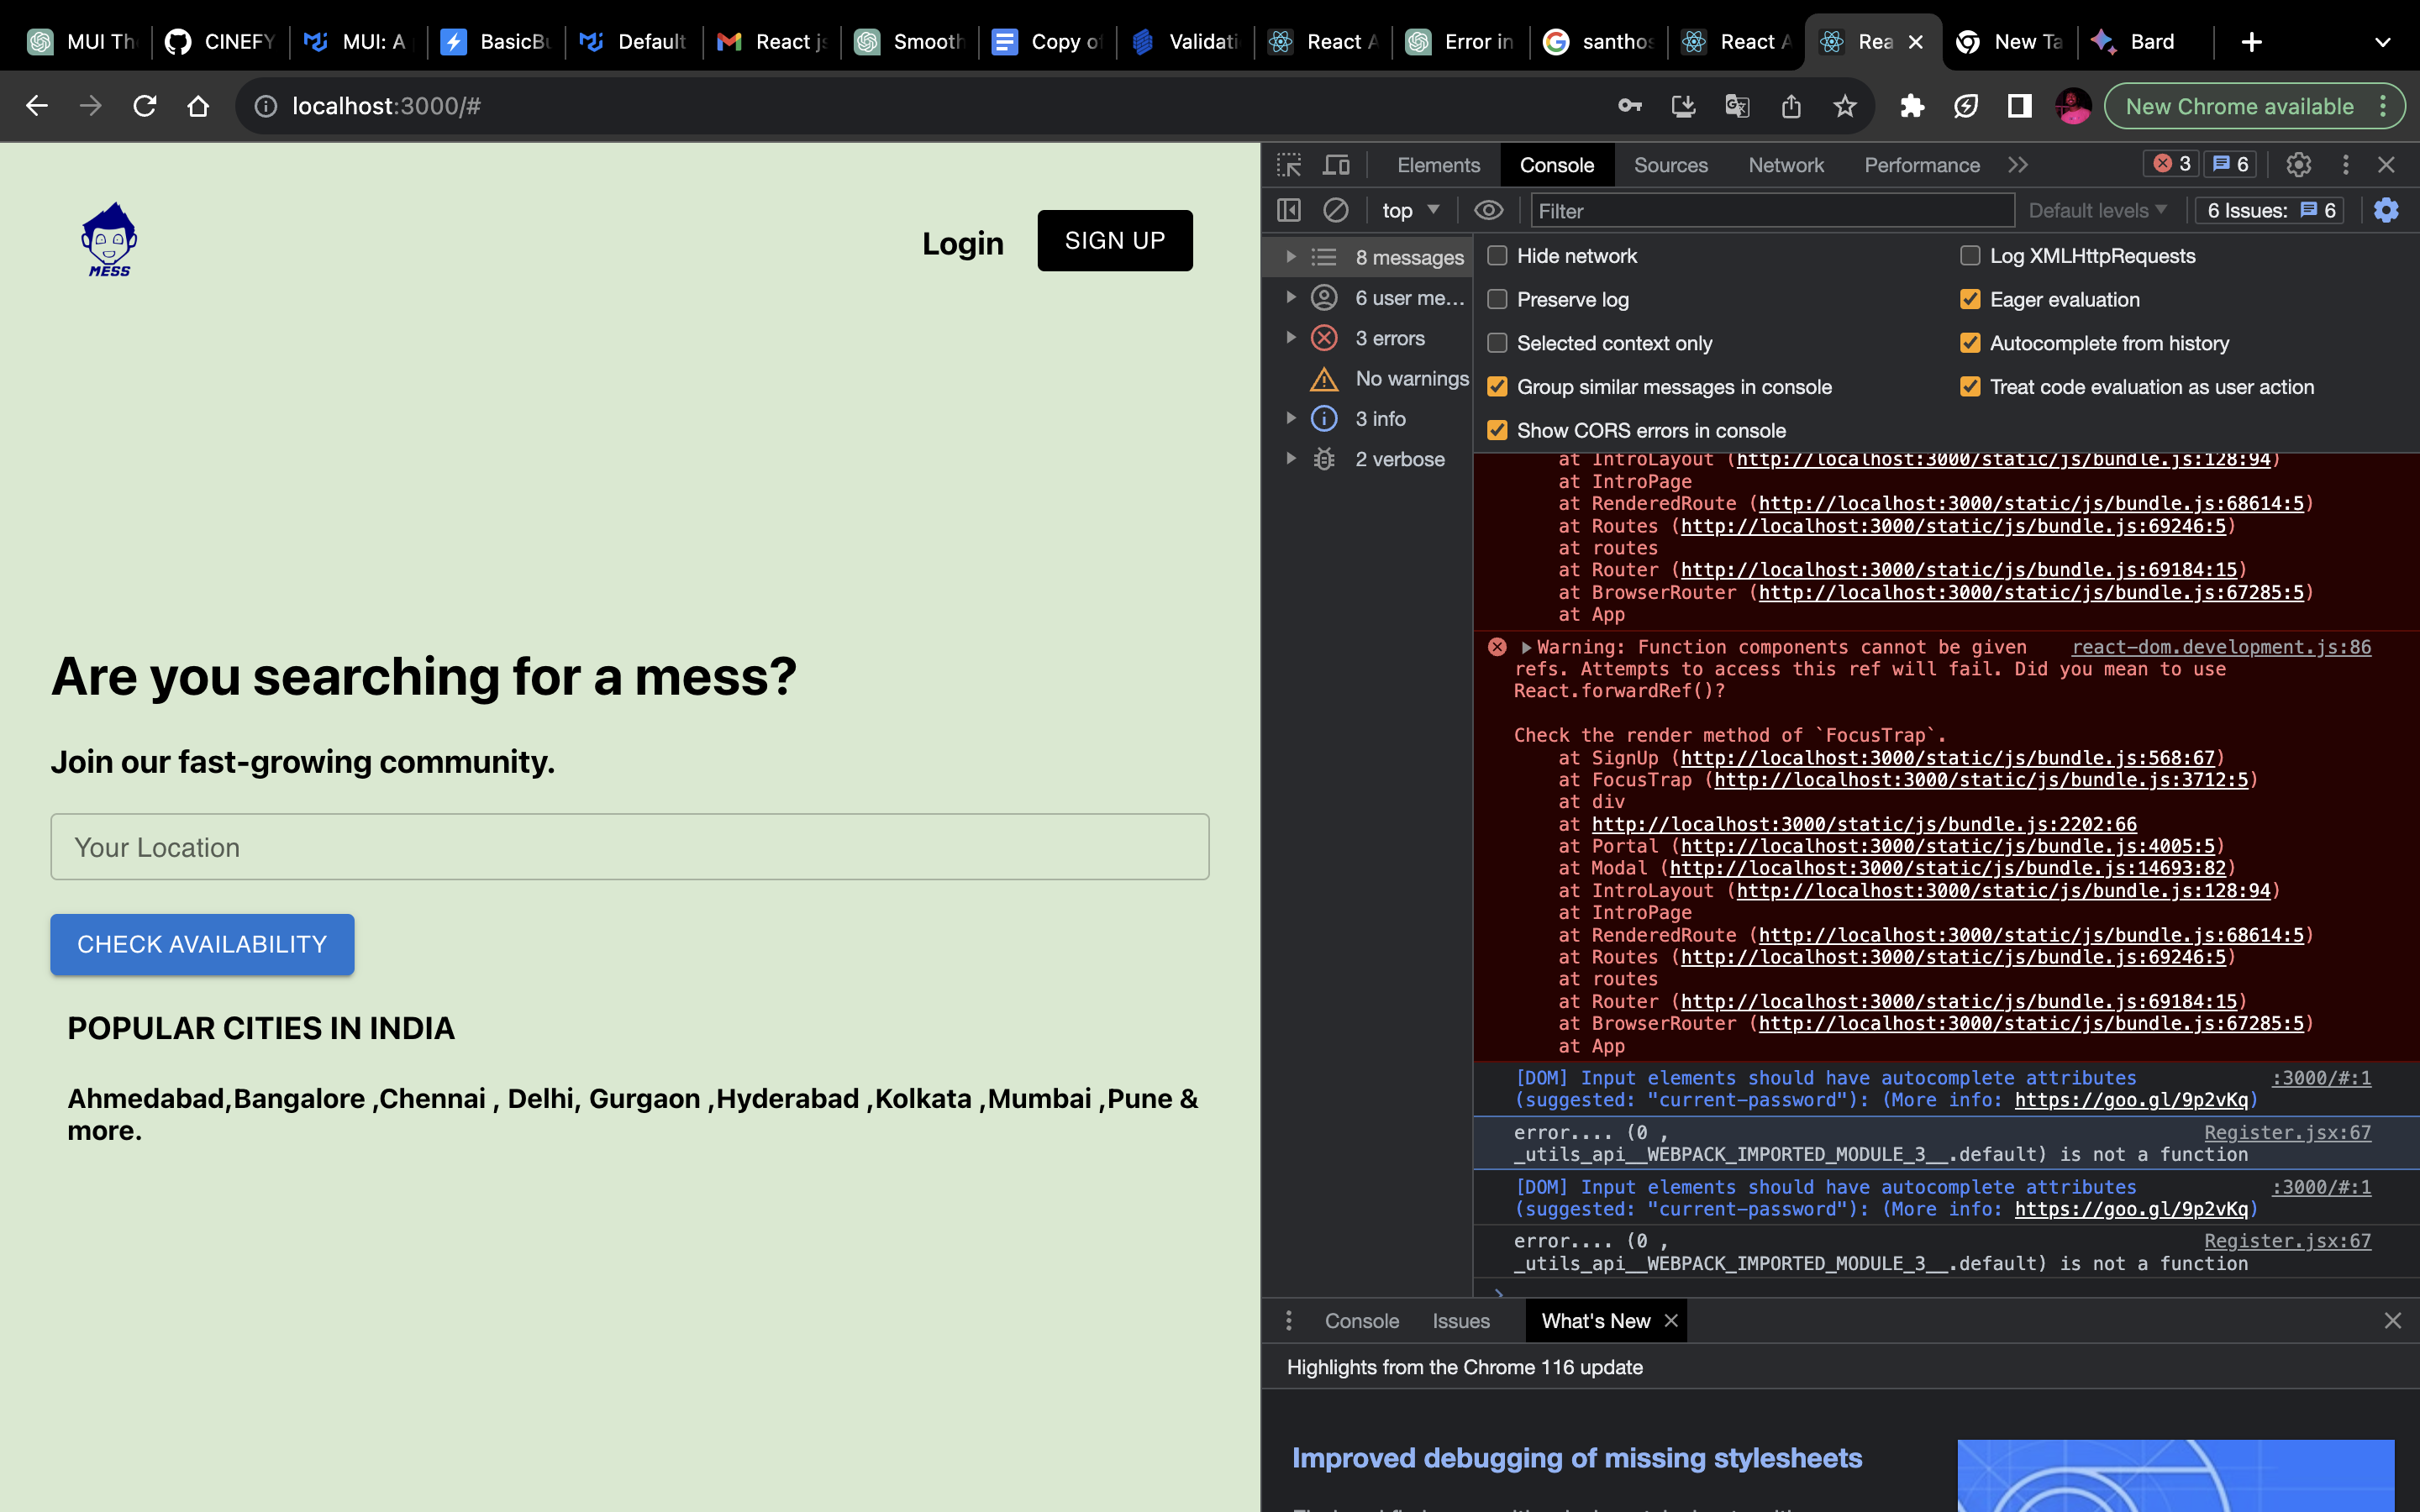 MUI Th
CINEFY
MUI: A
BasicBu
Default
React js
Smooth
Copy of
Validati
React A
Error in
santhos
React A
Rea
New Ta
Bard
localhost:3000/#
New Chrome available
MESS
Login
SIGN UP
Are you searching for a mess?
Join our fast-growing community.
Your Location
CHECK AVAILABILITY
POPULAR CITIES IN INDIA
Ahmedabad,Bangalore ,Chennai , Delhi, Gurgaon ,Hyderabad ,Kolkata ,Mumbai ,Pune &
more.
Elements Console Sources Network Performance 3 6
top Filter Default levels 6 Issues: 6
8 messages
6 user me…
3 errors
No warnings
3 info
2 verbose
Hide network Log XMLHttpRequests
Preserve log Eager evaluation
Selected context only Autocomplete from history
Group similar messages in console Treat code evaluation as user action
Show CORS errors in console
at IntroLayout (http://localhost:3000/static/js/bundle.js:128:94)
at IntroPage
at RenderedRoute (http://localhost:3000/static/js/bundle.js:68614:5)
at Routes (http://localhost:3000/static/js/bundle.js:69246:5)
at routes
at Router (http://localhost:3000/static/js/bundle.js:69184:15)
at BrowserRouter (http://localhost:3000/static/js/bundle.js:67285:5)
at App
Warning: Function components cannot be given react-dom.development.js:86
refs. Attempts to access this ref will fail. Did you mean to use
React.forwardRef()?
Check the render method of `FocusTrap`.
at SignUp (http://localhost:3000/static/js/bundle.js:568:67)
at FocusTrap (http://localhost:3000/static/js/bundle.js:3712:5)
at div
at http://localhost:3000/static/js/bundle.js:2202:66
at Portal (http://localhost:3000/static/js/bundle.js:4005:5)
at Modal (http://localhost:3000/static/js/bundle.js:14693:82)
at IntroLayout (http://localhost:3000/static/js/bundle.js:128:94)
at IntroPage
at RenderedRoute (http://localhost:3000/static/js/bundle.js:68614:5)
at Routes (http://localhost:3000/static/js/bundle.js:69246:5)
at routes
at Router (http://localhost:3000/static/js/bundle.js:69184:15)
at BrowserRouter (http://localhost:3000/static/js/bundle.js:67285:5)
at App
[DOM] Input elements should have autocomplete attributes :3000/#:1
(suggested: "current-password"): (More info: https://goo.gl/9p2vKq)
error.... (0 , Register.jsx:67
_utils_api__WEBPACK_IMPORTED_MODULE_3__.default) is not a function
[DOM] Input elements should have autocomplete attributes :3000/#:1
(suggested: "current-password"): (More info: https://goo.gl/9p2vKq)
error.... (0 , Register.jsx:67
_utils_api__WEBPACK_IMPORTED_MODULE_3__.default) is not a function
Console Issues What's New
Highlights from the Chrome 116 update
Improved debugging of missing stylesheets